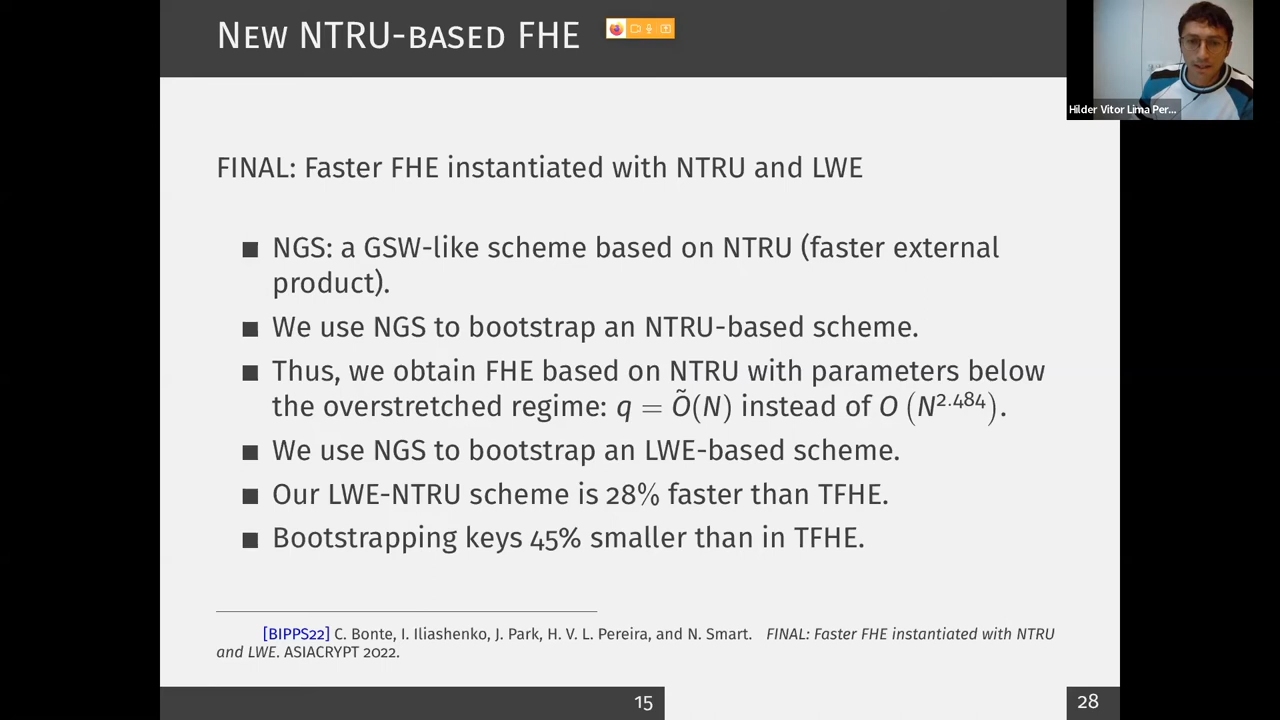 NEW NTRU-BASED FHE
Hilder Vitor Lima Per...
FINAL: Faster FHE instantiated with NTRU and LWE
■ NGS: a GSW-like scheme based on NTRU (faster external
product).
■ We use NGS to bootstrap an NTRU-based scheme.
■ Thus, we obtain FHE based on NTRU with parameters below
the overstretched regime: q = Õ(N) instead of O (N^2.484).
■ We use NGS to bootstrap an LWE-based scheme.
■ Our LWE-NTRU scheme is 28% faster than TFHE.
■ Bootstrapping keys 45% smaller than in TFHE.
[BIPPS22] C. Bonte, I. Iliashenko, J. Park, H. V. L. Pereira, and N. Smart. FINAL: Faster FHE instantiated with NTRU
and LWE. ASIACRYPT 2022.
15
28